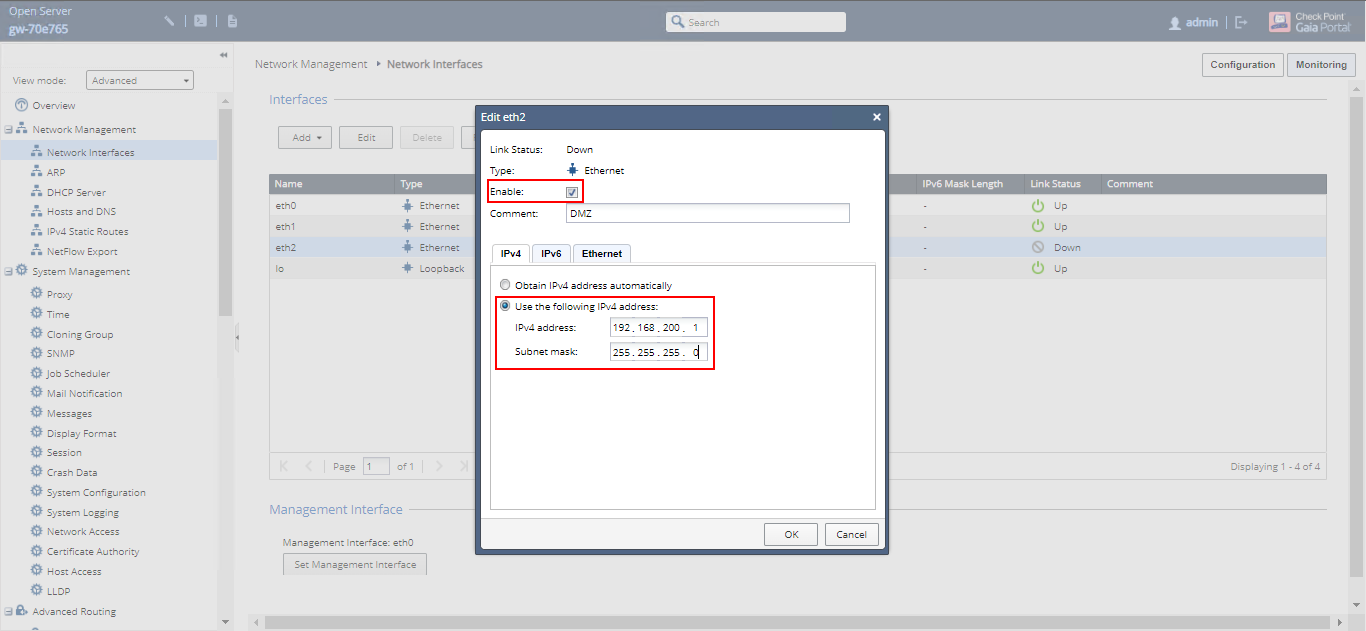 Open Server
gw-70e765
Search
admin
Check Point
Gaia Portal
View mode:
Advanced
Overview
Network Management
Network Interfaces
ARP
DHCP Server
Hosts and DNS
IPv4 Static Routes
NetFlow Export
System Management
Proxy
Time
Cloning Group
SNMP
Job Scheduler
Mail Notification
Messages
Display Format
Session
Crash Data
System Configuration
System Logging
Network Access
Certificate Authority
Host Access
LLDP
Advanced Routing
Network Management Network Interfaces
Configuration
Monitoring
Interfaces
Add
Edit
Delete
Name Type IPv6 Mask Length Link Status Comment
eth0 Ethernet - Up
eth1 Ethernet - Up
eth2 Ethernet - Down
lo Loopback - Up
Page 1 of 1
Displaying 1 - 4 of 4
Management Interface
Management Interface: eth0
Set Management Interface
Edit eth2
Link Status: Down
Type: Ethernet
Enable:
Comment: DMZ
IPv4 IPv6 Ethernet
Obtain IPv4 address automatically
Use the following IPv4 address:
IPv4 address: 192 . 168 . 200 . 1
Subnet mask: 255 . 255 . 255 . 0
OK
Cancel